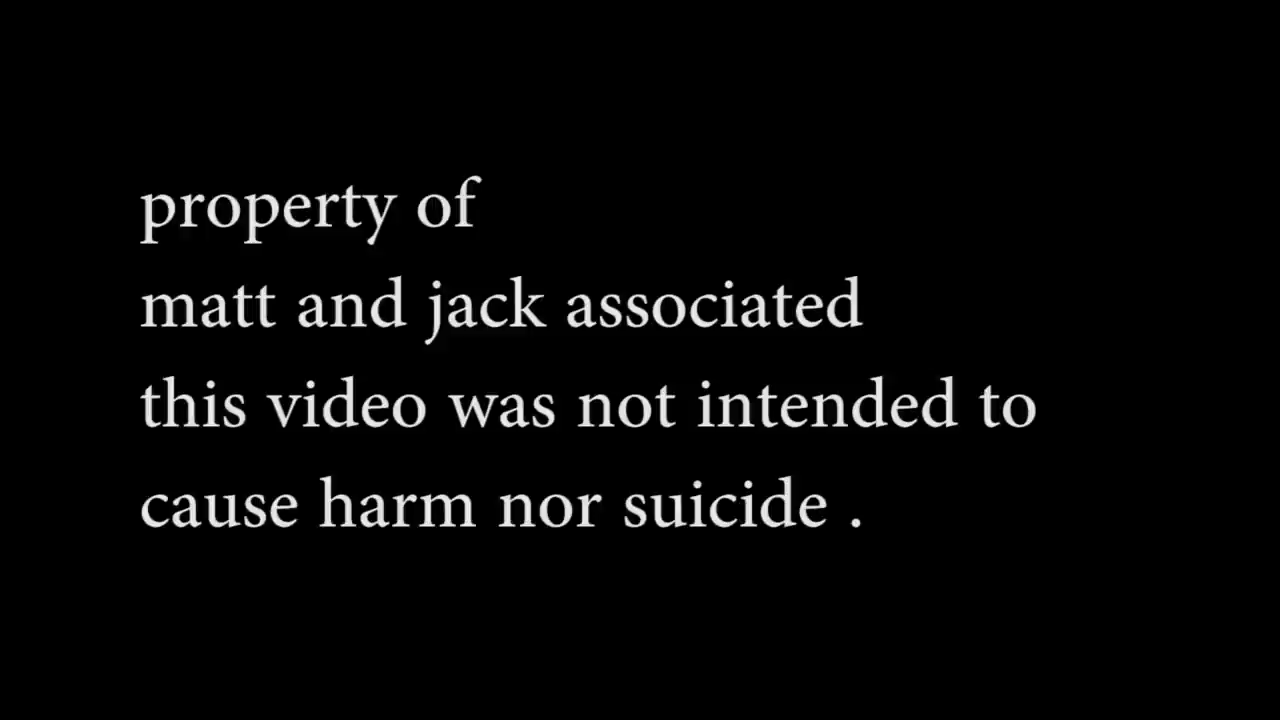 property of
matt and jack associated
this video was not intended to
cause harm nor suicide .